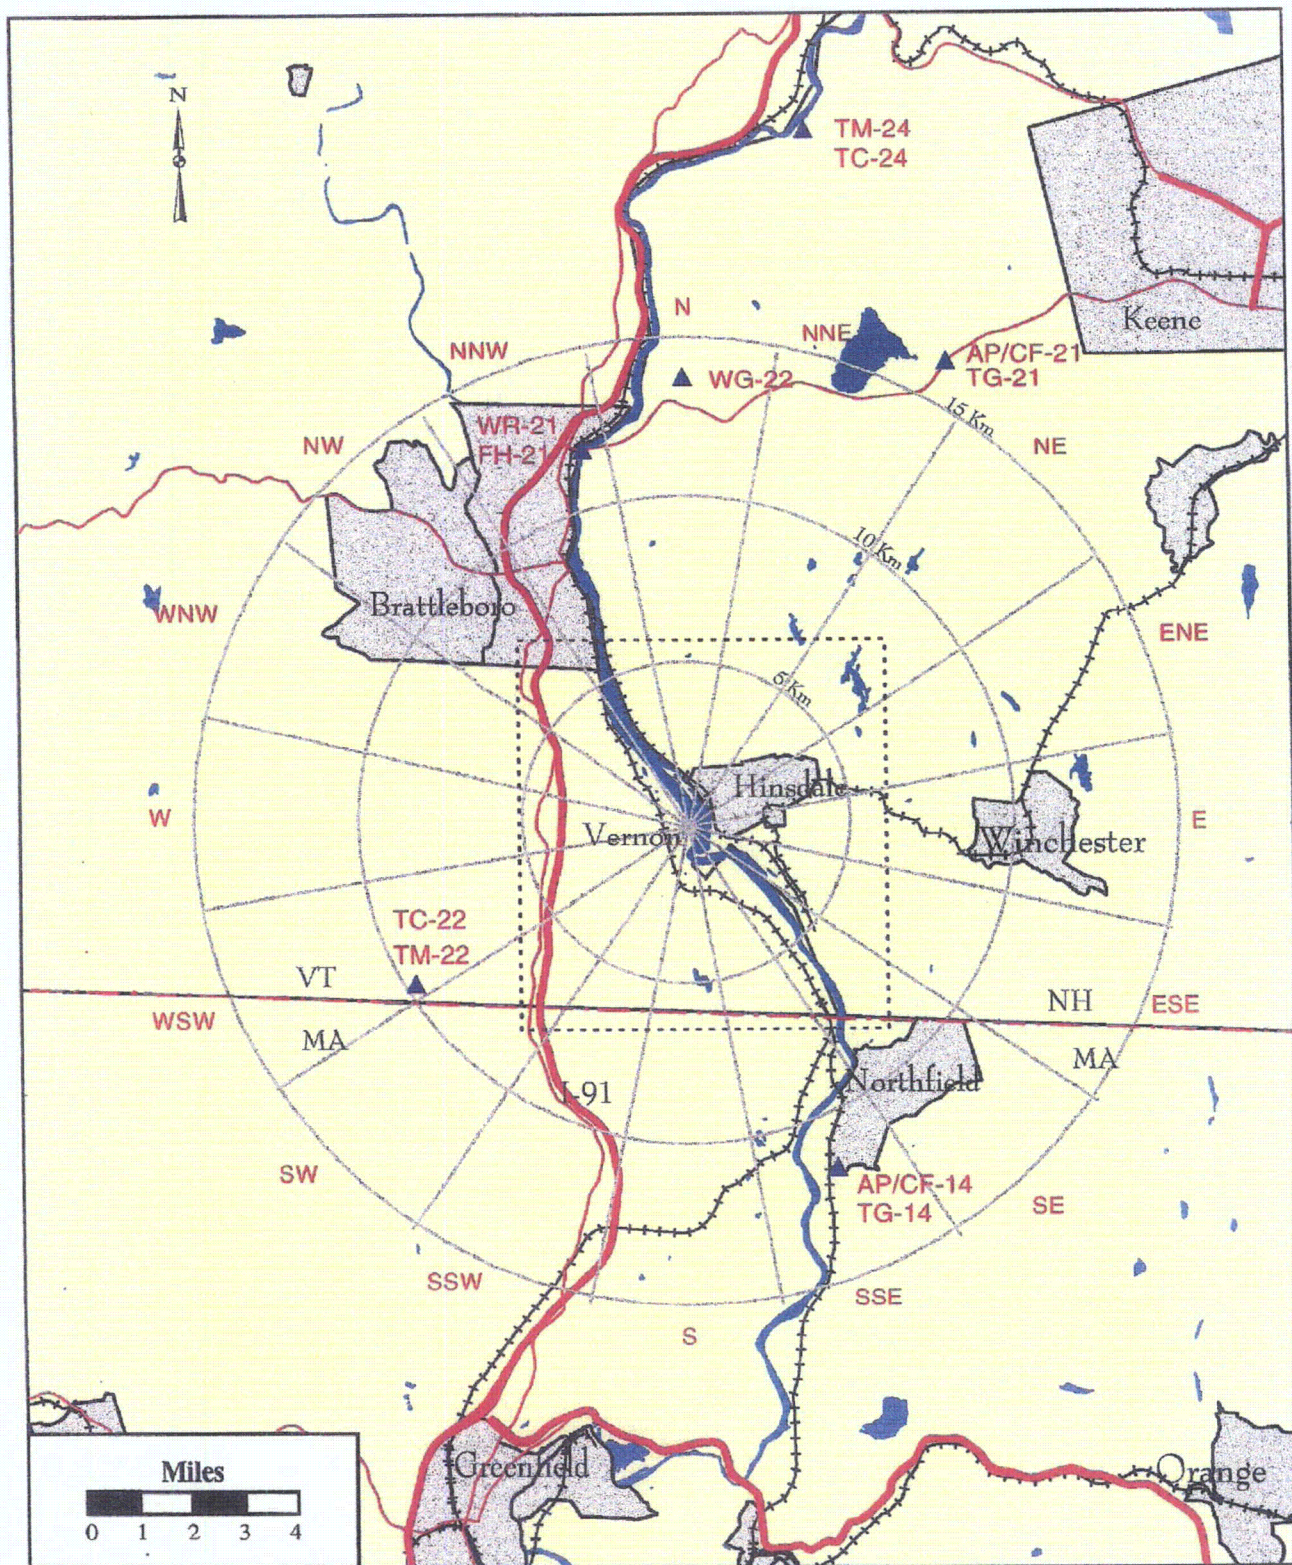 N
TM-24
TC-24
N
Keene
NNE
NNW
AP/CF-21
TG-21
WG-22
15 Km
WR-21
FH-21
NW
NE
10 Km
Brattleboro
WNW
ENE
5 Km
Hinsdale
W
E
Vernon
Winchester
TC-22
TM-22
VT
NH
ESE
WSW
MA
MA
Northfield
I-91
SW
AP/CF-14
TG-14
SE
SSW
SSE
S
Miles
0 1 2 3 4
Greenfield
Orange